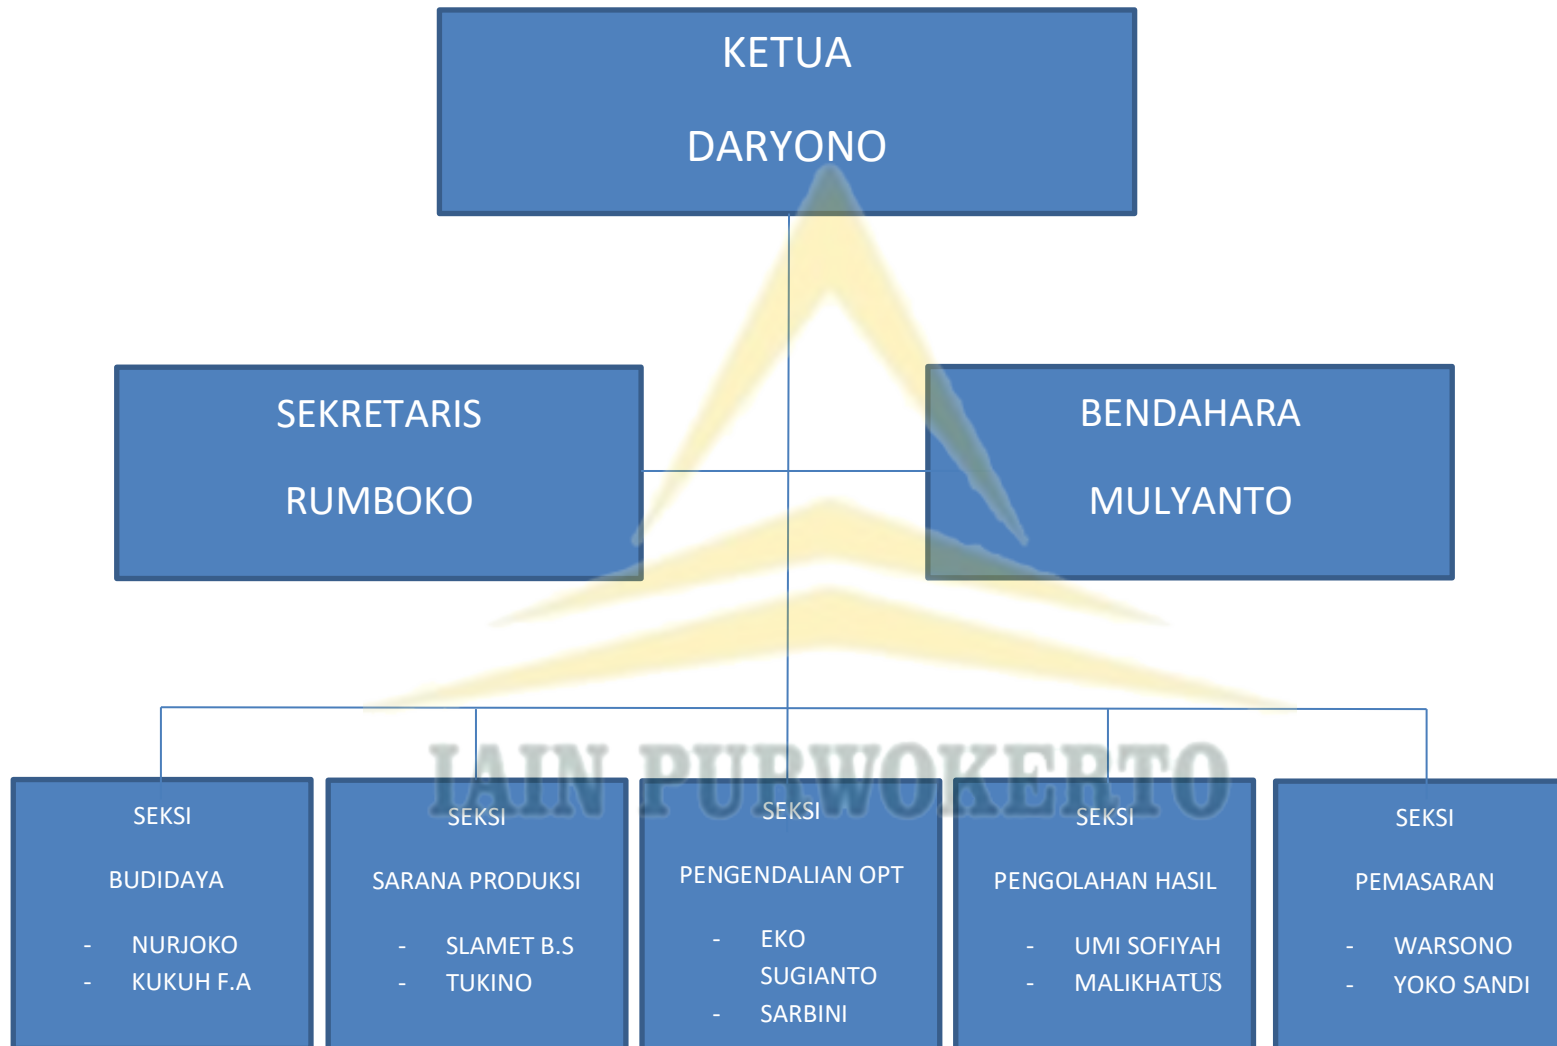 KETUA
DARYONO
SEKRETARIS
RUMBOKO
BENDAHARA
MULYANTO
IAIN PURWOKERTO
SEKSI
BUDIDAYA
- NURJOKO
- KUKUH F.A
SEKSI
SARANA PRODUKSI
- SLAMET B.S
- TUKINO
SEKSI
PENGENDALIAN OPT
- EKO
SUGIANTO
- SARBINI
SEKSI
PENGOLAHAN HASIL
- UMI SOFIYAH
- MALIKHATUS
SEKSI
PEMASARAN
- WARSONO
- YOKO SANDI